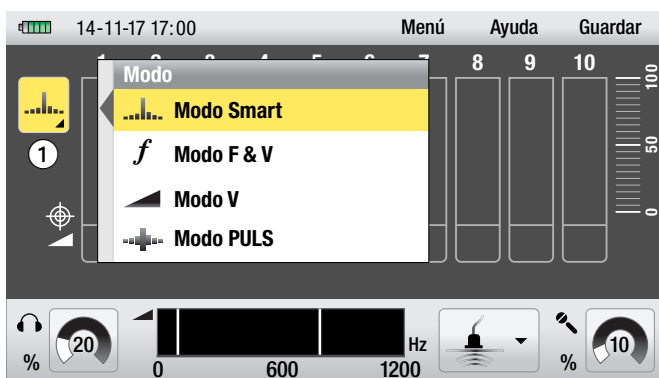 14-11-17 17:00 Menú Ayuda Guardar
8 9 10
Modo
Modo Smart
f Modo F & V
Modo V
Modo PULS
1
100
50
0
20
%
Hz
0 600 1200
10
%